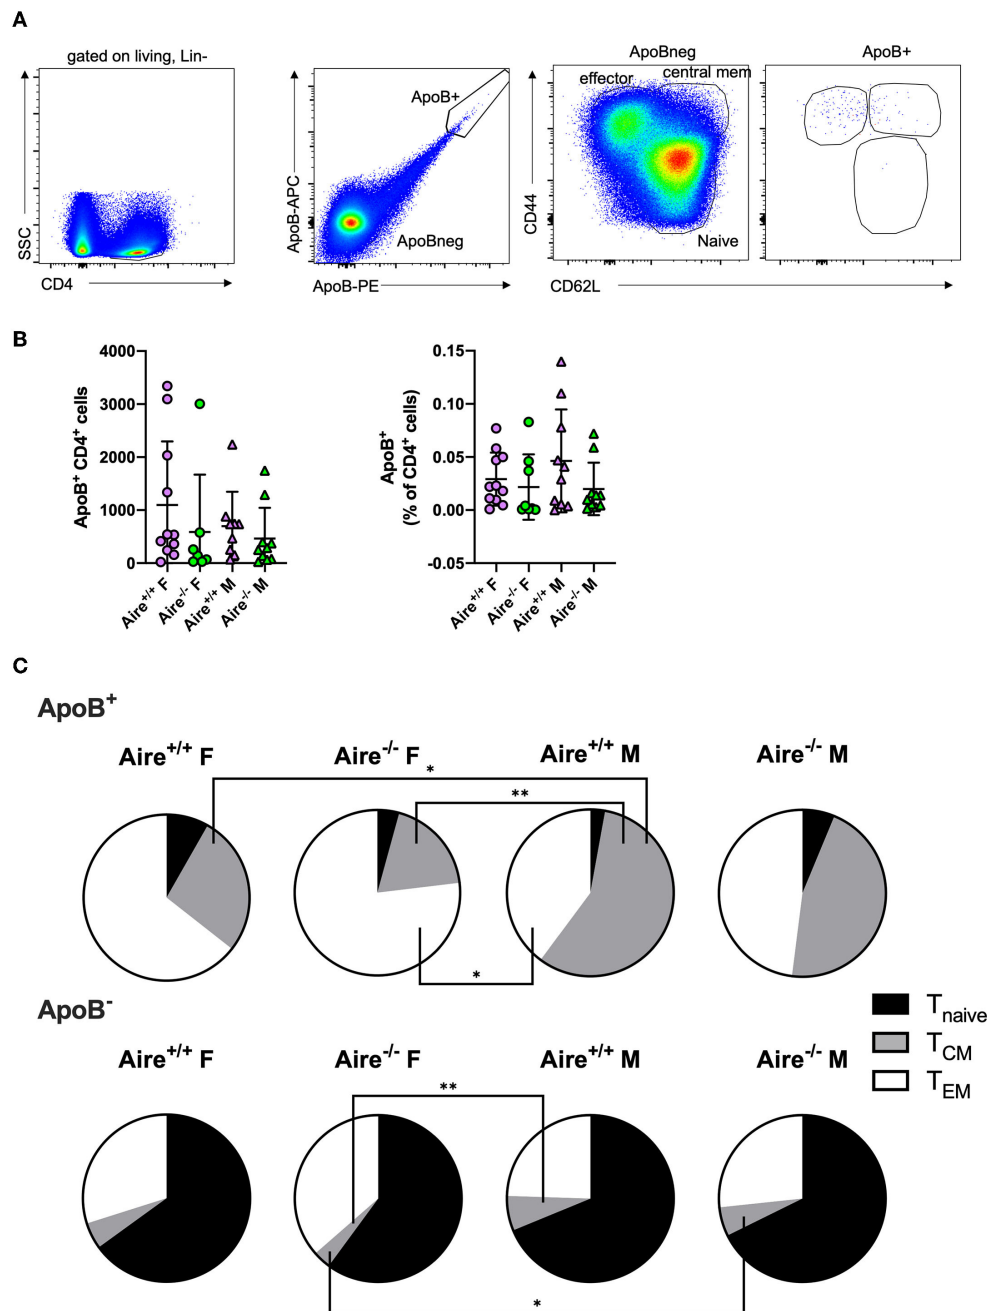 A
gated on living, Lin-
SSC
CD4
ApoB+
ApoBneg
ApoB-APC
ApoB-PE
ApoBneg
effector
central mem
Naive
CD44
CD62L
ApoB+
B
ApoB⁺ CD4⁺ cells
4000
3000
2000
1000
0
Aire⁺/⁺ F
Aire⁻/⁻ F
Aire⁺/⁺ M
Aire⁻/⁻ M
ApoB⁺
(% of CD4⁺ cells)
0.15
0.10
0.05
0.00
-0.05
Aire⁺/⁺ F
Aire⁻/⁻ F
Aire⁺/⁺ M
Aire⁻/⁻ M
C
ApoB⁺
Aire⁺/⁺ F
Aire⁻/⁻ F
Aire⁺/⁺ M
Aire⁻/⁻ M
*
**
*
ApoB⁻
Tnaive
TCM
TEM
Aire⁺/⁺ F
Aire⁻/⁻ F
Aire⁺/⁺ M
Aire⁻/⁻ M
**
*